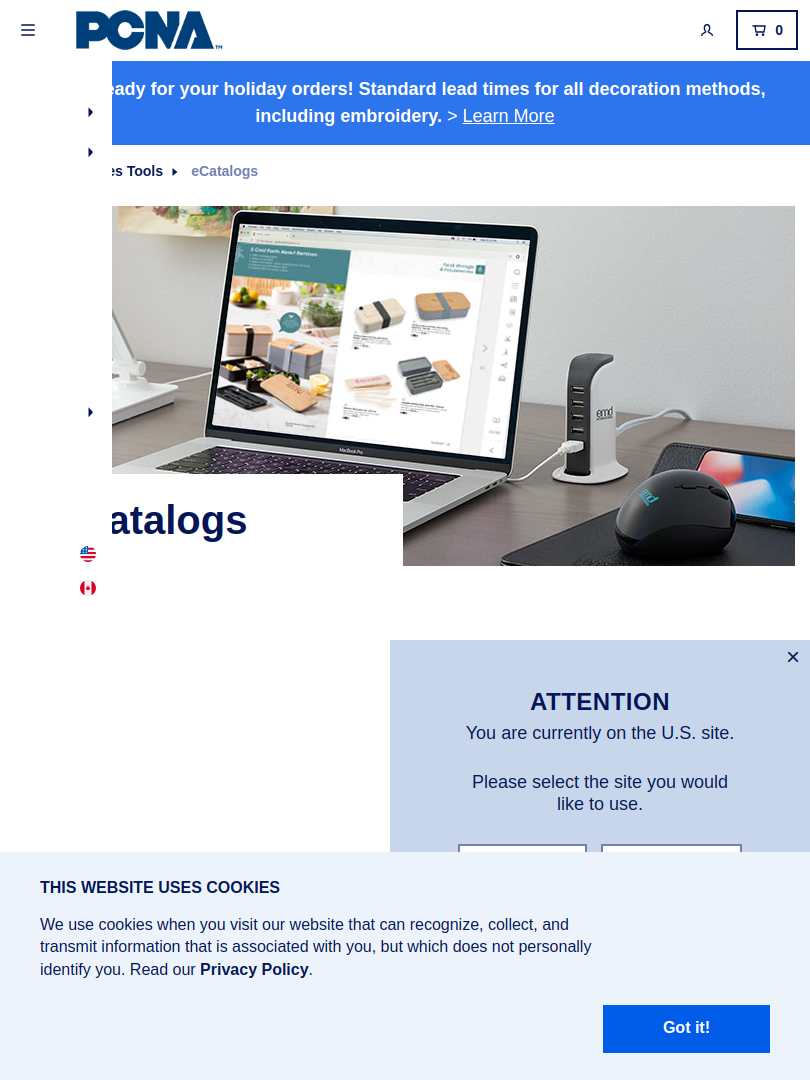 PCNA
0
eady for your holiday orders! Standard lead times for all decoration methods,
including embroidery. > Learn More
es Tools eCatalogs
5 Cool Facts About Bamboo
Food Storage
MacBook Pro
emd
emd
atalogs
ATTENTION
You are currently on the U.S. site.
Please select the site you would
like to use.
THIS WEBSITE USES COOKIES
We use cookies when you visit our website that can recognize, collect, and
transmit information that is associated with you, but which does not personally
identify you. Read our Privacy Policy.
Got it!